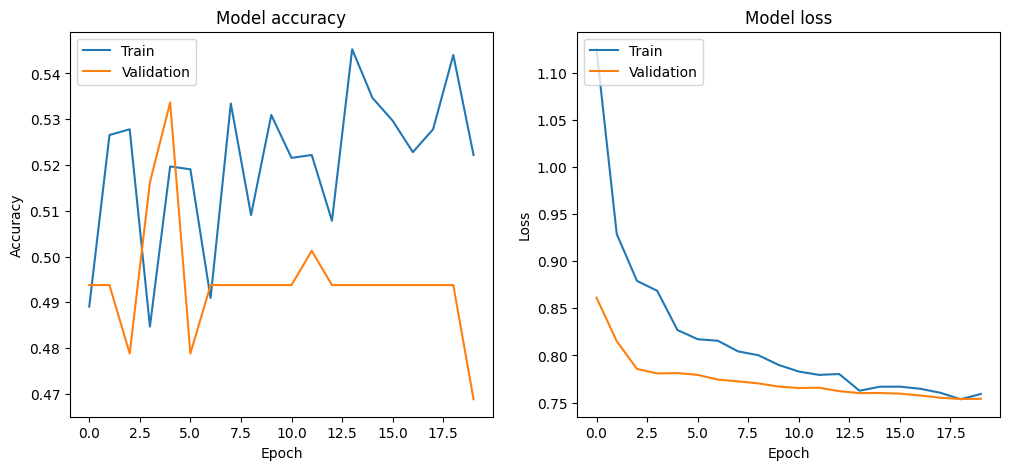 Model accuracy
Train
Validation
0.54
0.53
0.52
0.51
0.50
0.49
0.48
0.47
Accuracy
0.0 2.5 5.0 7.5 10.0 12.5 15.0 17.5
Epoch
Model loss
Train
Validation
1.10
1.05
1.00
0.95
0.90
0.85
0.80
0.75
Loss
0.0 2.5 5.0 7.5 10.0 12.5 15.0 17.5
Epoch